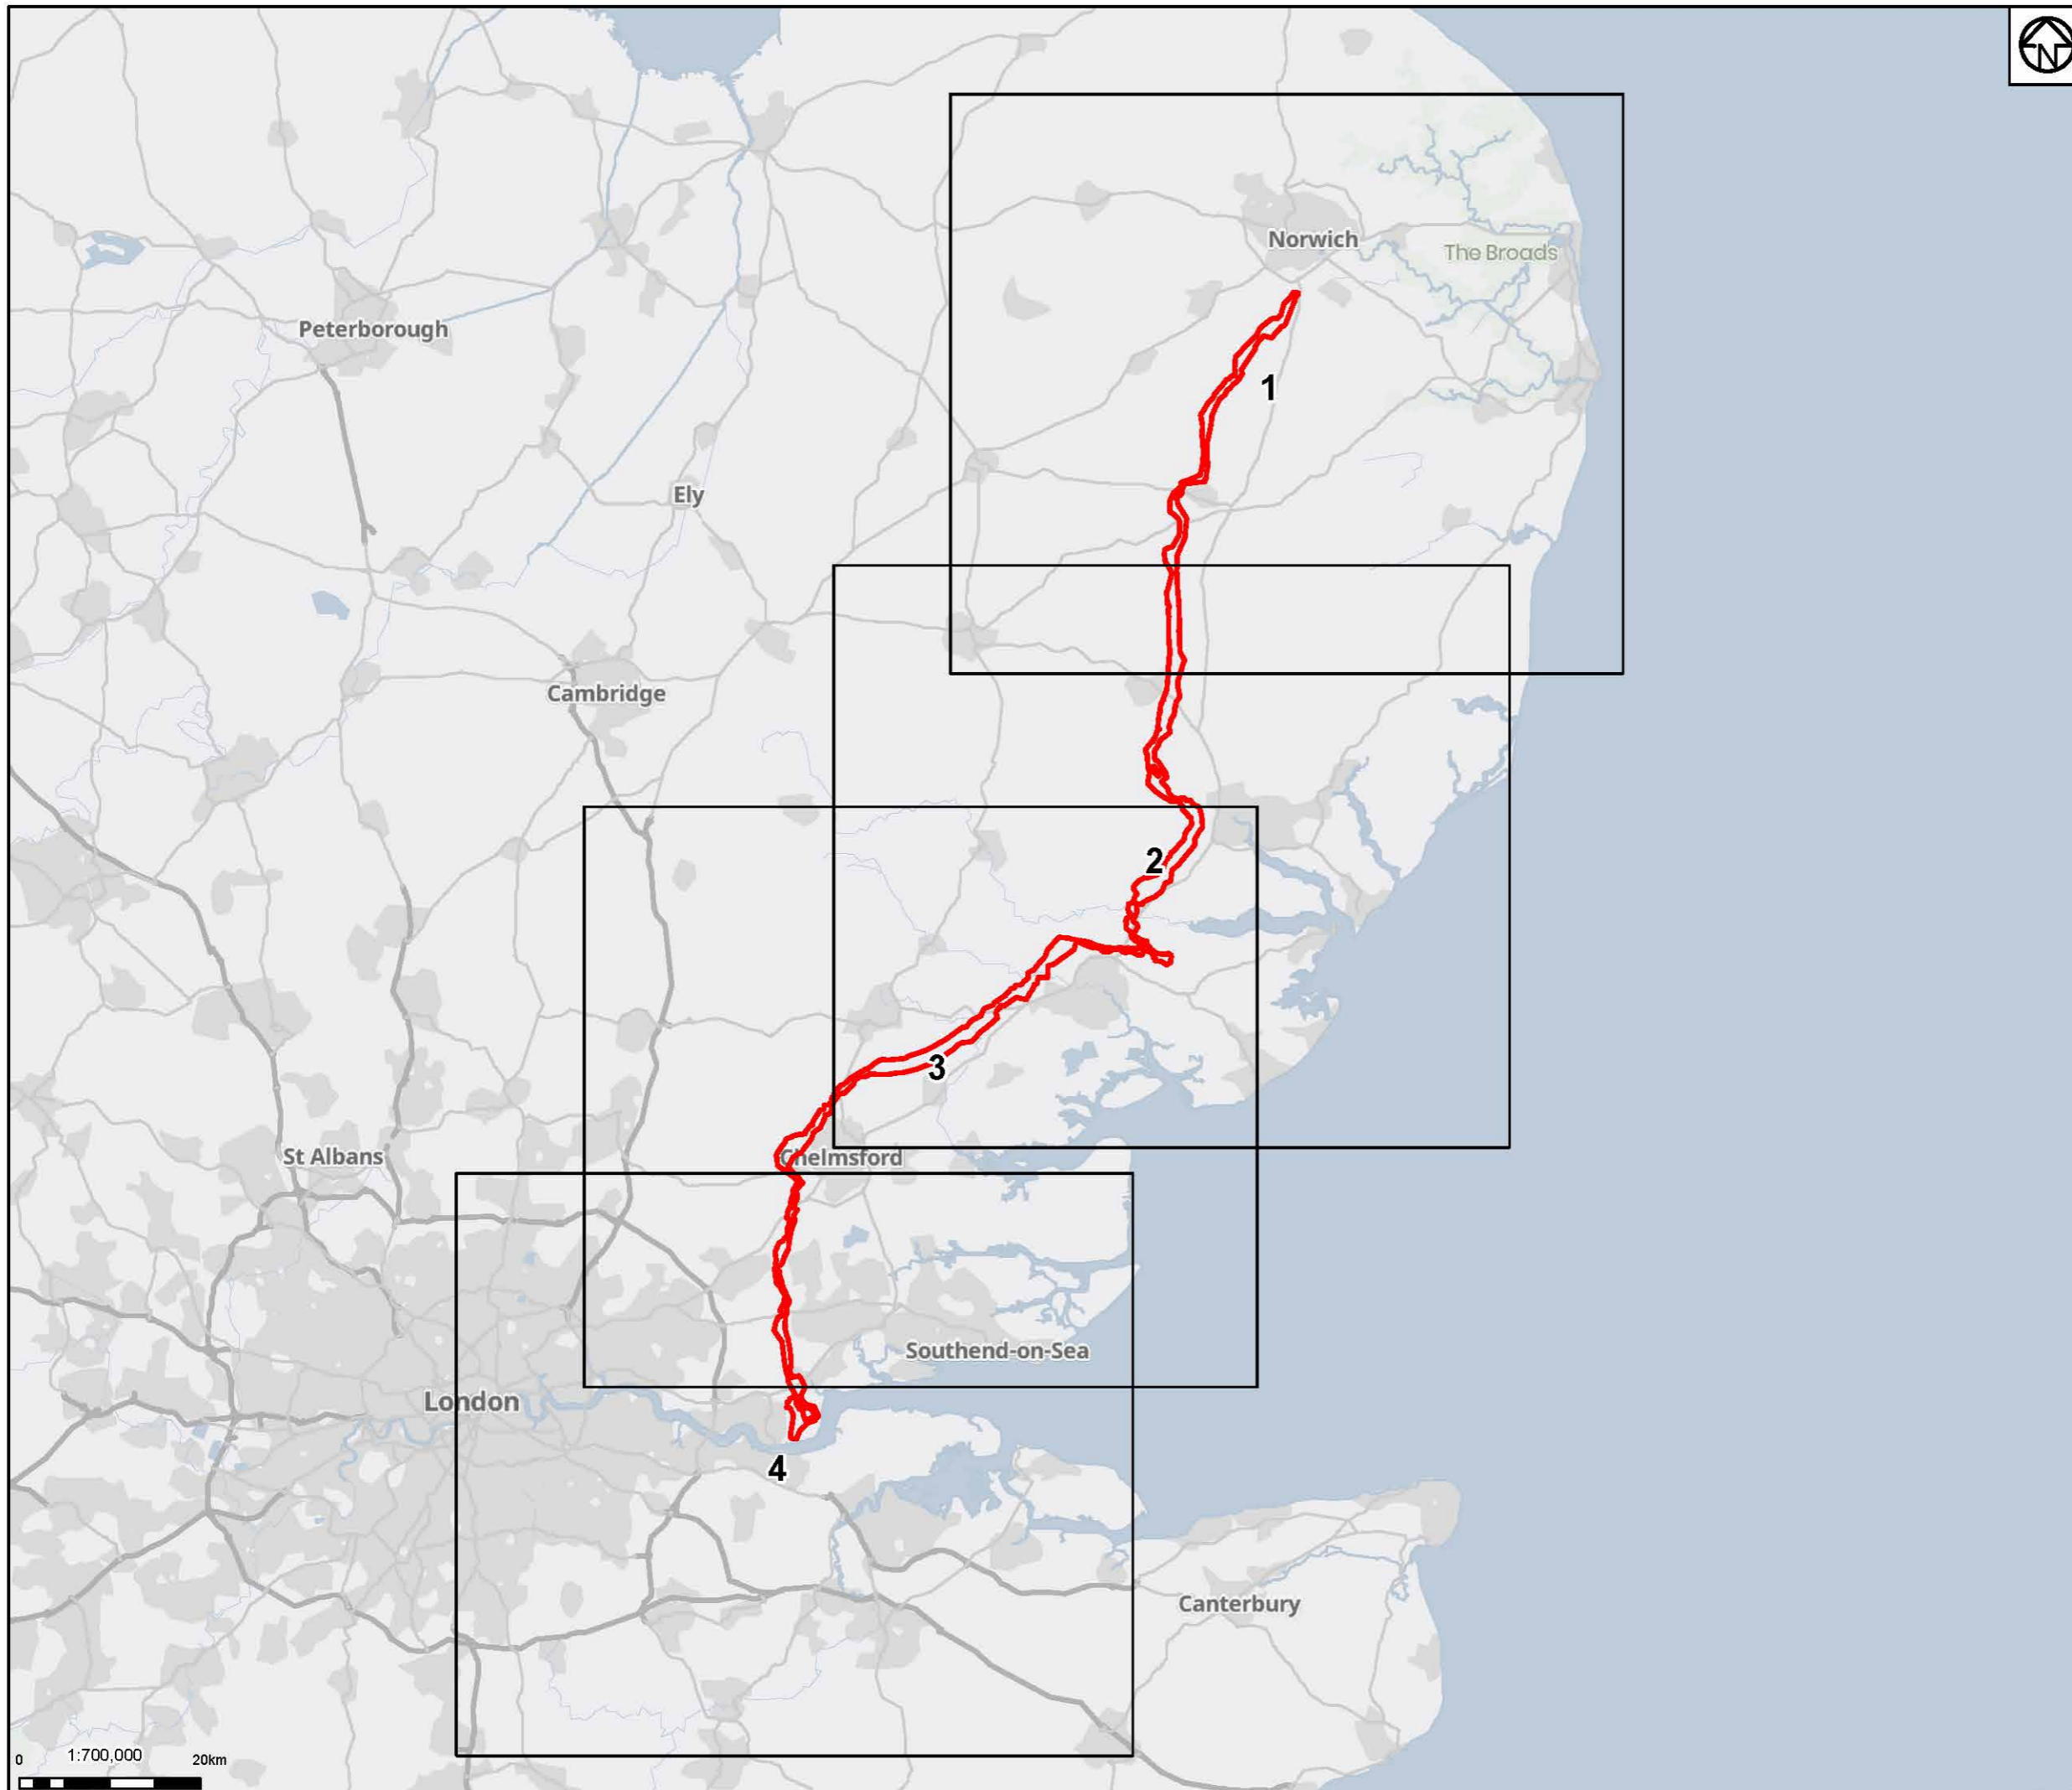 N
Norwich
The Broads
Peterborough
1
Ely
Cambridge
2
3
St Albans
Chelmsford
Southend-on-Sea
London
4
Canterbury
0 1:700,000 20km